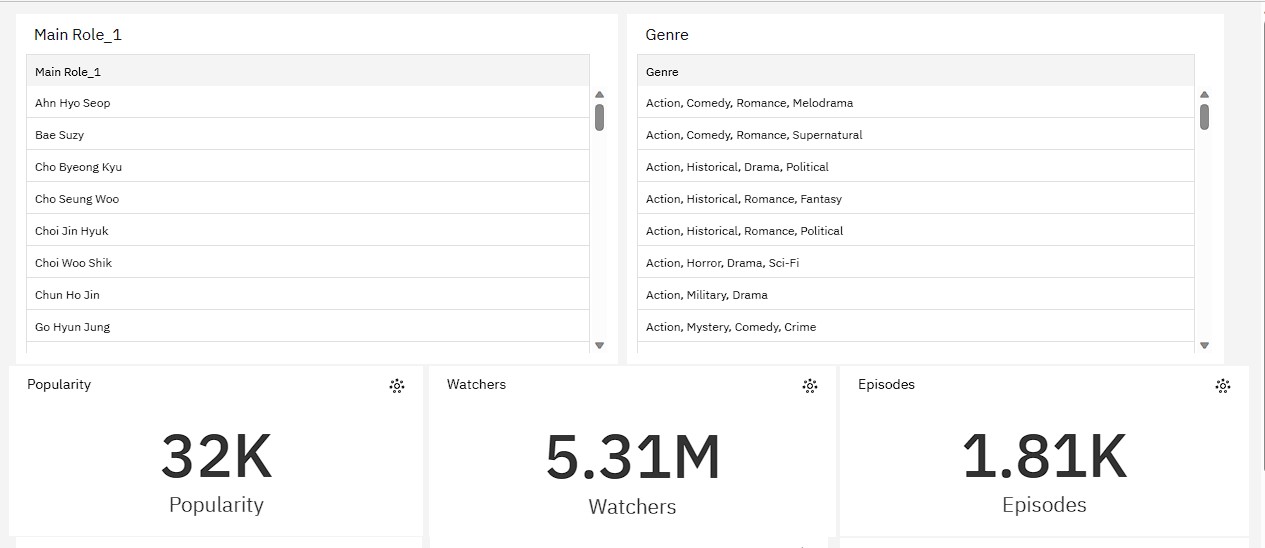 Main Role_1
Main Role_1
Ahn Hyo Seop
Bae Suzy
Cho Byeong Kyu
Cho Seung Woo
Choi Jin Hyuk
Choi Woo Shik
Chun Ho Jin
Go Hyun Jung
Genre
Genre
Action, Comedy, Romance, Melodrama
Action, Comedy, Romance, Supernatural
Action, Historical, Drama, Political
Action, Historical, Romance, Fantasy
Action, Historical, Romance, Political
Action, Horror, Drama, Sci-Fi
Action, Military, Drama
Action, Mystery, Comedy, Crime
Popularity
32K
Popularity
Watchers
5.31M
Watchers
Episodes
1.81K
Episodes